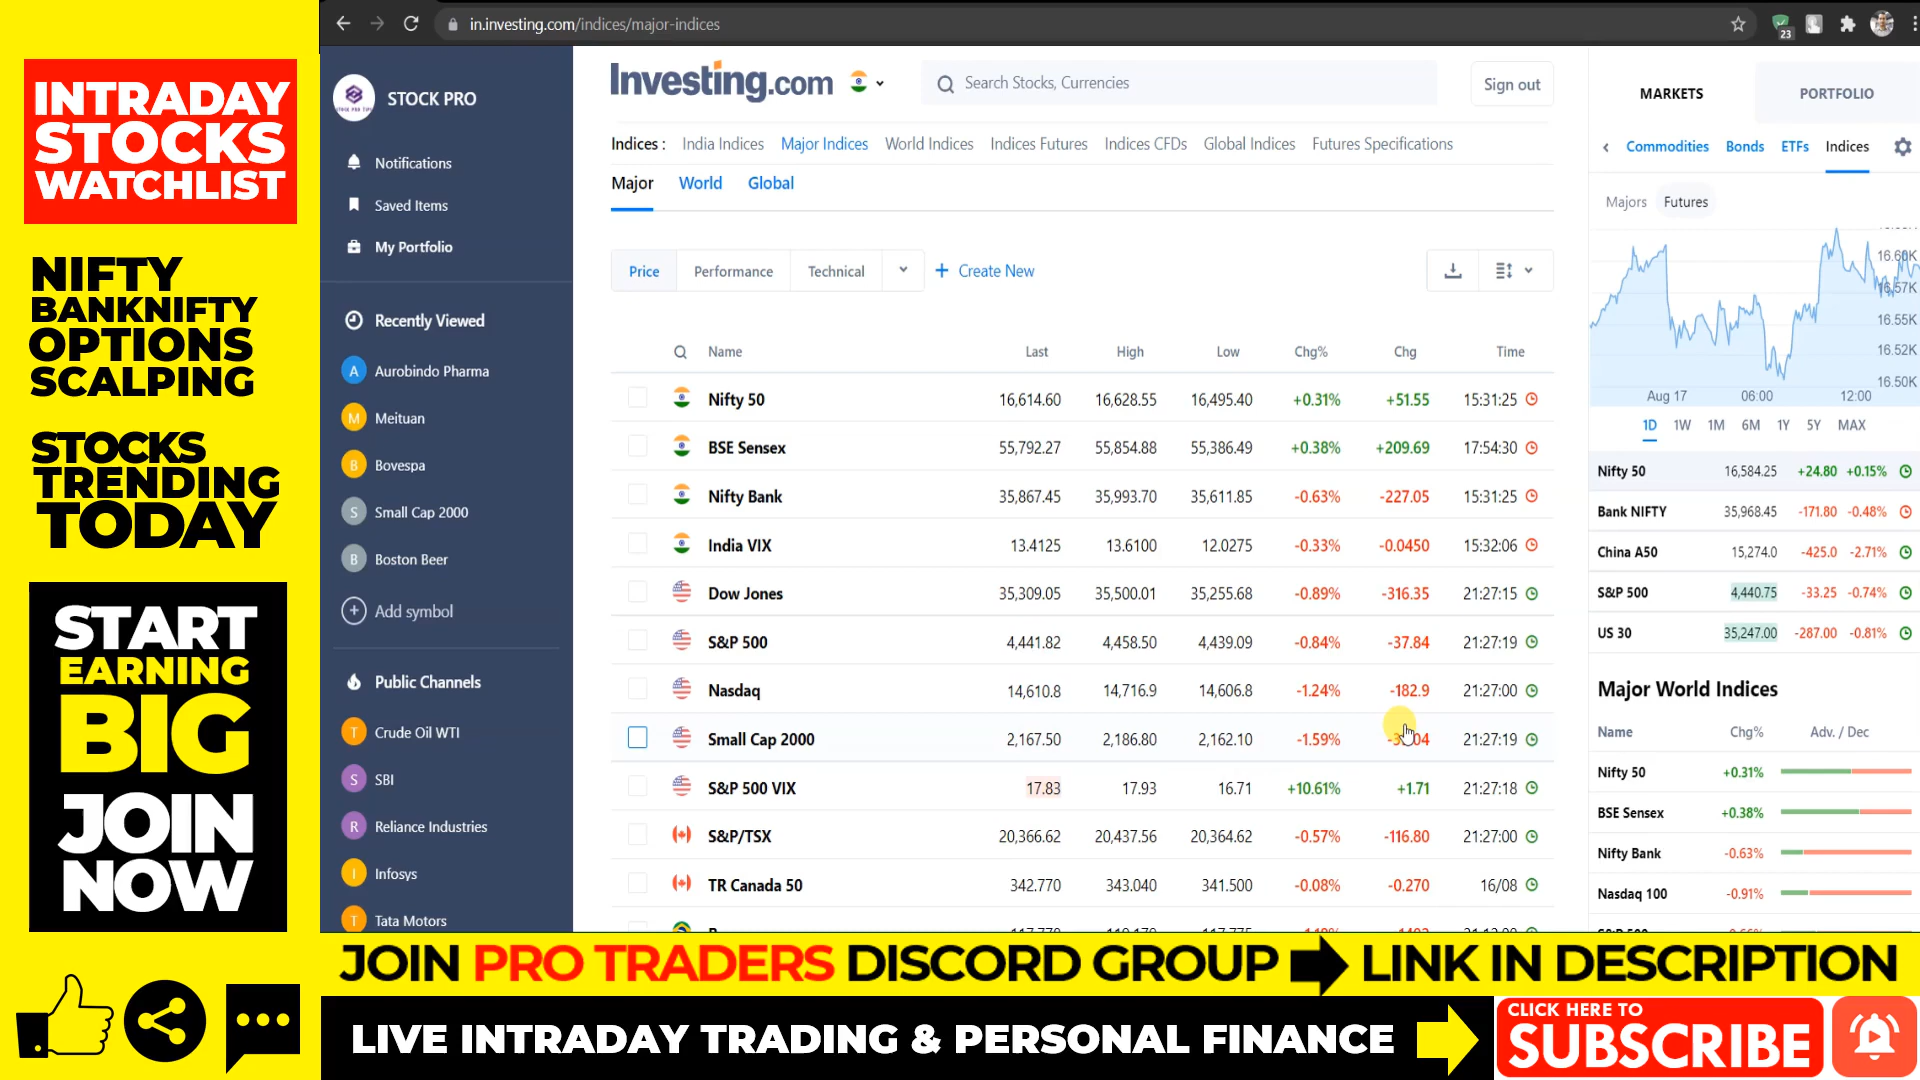 INTRADAY
STOCKS
WATCHLIST
NIFTY
BANKNIFTY
OPTIONS
SCALPING
STOCKS
TRENDING
TODAY
START
EARNING
BIG
JOIN
NOW
in.investing.com/indices/major-indices
23
STOCK PRO
Notifications
Saved Items
My Portfolio
Recently Viewed
A Aurobindo Pharma
M Meituan
B Bovespa
S Small Cap 2000
B Boston Beer
Add symbol
Public Channels
T Crude Oil WTI
S SBI
R Reliance Industries
I Infosys
T Tata Motors
Investing.com
Search Stocks, Currencies
Sign out
Indices : India Indices Major Indices World Indices Indices Futures Indices CFDs Global Indices Futures Specifications
Major World Global
Price Performance Technical + Create New
Name Last High Low Chg% Chg Time
Nifty 50 16,614.60 16,628.55 16,495.40 +0.31% +51.55 15:31:25
BSE Sensex 55,792.27 55,854.88 55,386.49 +0.38% +209.69 17:54:30
Nifty Bank 35,867.45 35,993.70 35,611.85 -0.63% -227.05 15:31:25
India VIX 13.4125 13.6100 12.0275 -0.33% -0.0450 15:32:06
Dow Jones 35,309.05 35,500.01 35,255.68 -0.89% -316.35 21:27:15
S&P 500 4,441.82 4,458.50 4,439.09 -0.84% -37.84 21:27:19
Nasdaq 14,610.8 14,716.9 14,606.8 -1.24% -182.9 21:27:00
Small Cap 2000 2,167.50 2,186.80 2,162.10 -1.59% 21:27:19
S&P 500 VIX 17.83 17.93 16.71 +10.61% +1.71 21:27:18
S&P/TSX 20,366.62 20,437.56 20,364.62 -0.57% -116.80 21:27:00
TR Canada 50 342.770 343.040 341.500 -0.08% -0.270 16/08
MARKETS PORTFOLIO
Commodities Bonds ETFs Indices
Majors Futures
16.60K
16.57K
16.55K
16.52K
16.50K
Aug 17 06:00 12:00
1D 1W 1M 6M 1Y 5Y MAX
Nifty 50 16,584.25 +24.80 +0.15%
Bank NIFTY 35,968.45 -171.80 -0.48%
China A50 15,274.0 -425.0 -2.71%
S&P 500 4,440.75 -33.25 -0.74%
US 30 35,247.00 -287.00 -0.81%
Major World Indices
Name Chg% Adv. / Dec
Nifty 50 +0.31%
BSE Sensex +0.38%
Nifty Bank -0.63%
Nasdaq 100 -0.91%
JOIN PRO TRADERS DISCORD GROUP LINK IN DESCRIPTION
LIVE INTRADAY TRADING & PERSONAL FINANCE
CLICK HERE TO
SUBSCRIBE